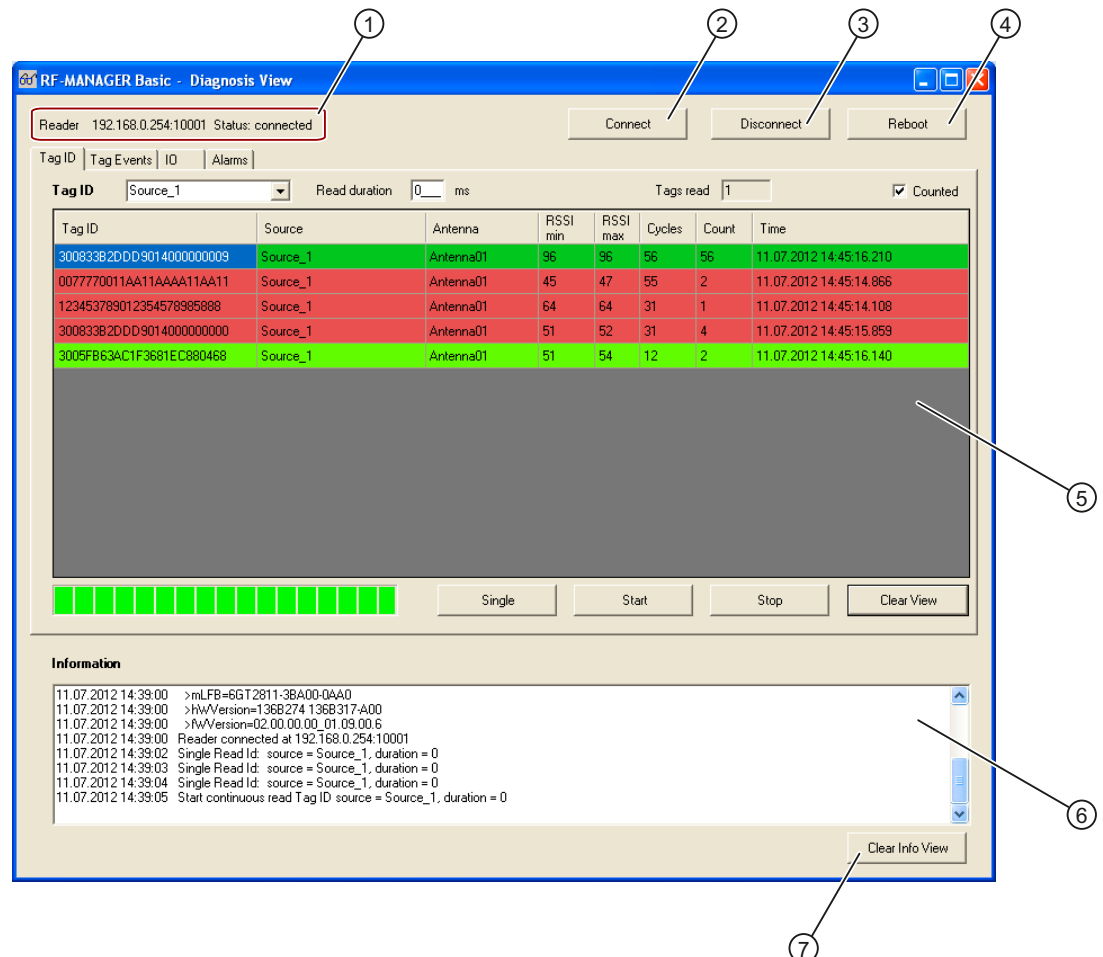 1 2 3 4
RF-MANAGER Basic - Diagnosis View
Reader 192.168.0.254:10001 Status: connected Connect Disconnect Reboot
Tag ID Tag Events IO Alarms
Tag ID Source_1 Read duration 0___ ms Tags read 1 Counted
Tag ID Source Antenna RSSI min RSSI max Cycles Count Time
300833B2DDD9014000000009 Source_1 Antenna01 96 96 56 56 11.07.2012 14:45:16.210
0077770011AA11AAAA11AA11 Source_1 Antenna01 45 47 55 2 11.07.2012 14:45:14.866
123453789012354578985888 Source_1 Antenna01 64 64 31 1 11.07.2012 14:45:14.108
300833B2DDD9014000000000 Source_1 Antenna01 51 52 31 4 11.07.2012 14:45:15.859
3005FB63AC1F3681EC880468 Source_1 Antenna01 51 54 12 2 11.07.2012 14:45:16.140
5
Single Start Stop Clear View
Information
11.07.2012 14:39:00 >mLFB=6GT2811-3BA00-0AA0
11.07.2012 14:39:00 >hWVersion=136B274 136B317-A00
11.07.2012 14:39:00 >fWVersion=02.00.00.00_01.09.00.6
11.07.2012 14:39:00 Reader connected at 192.168.0.254:10001
11.07.2012 14:39:02 Single Read Id: source = Source_1, duration = 0
11.07.2012 14:39:03 Single Read Id: source = Source_1, duration = 0
11.07.2012 14:39:04 Single Read Id: source = Source_1, duration = 0
11.07.2012 14:39:05 Start continuous read Tag ID source = Source_1, duration = 0
6
Clear Info View
7